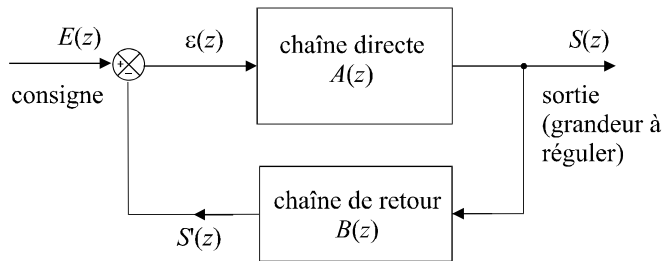 E(z)
ε(z)
chaîne directe
A(z)
S(z)
+
−
consigne
sortie
(grandeur à
réguler)
chaîne de retour
B(z)
S'(z)